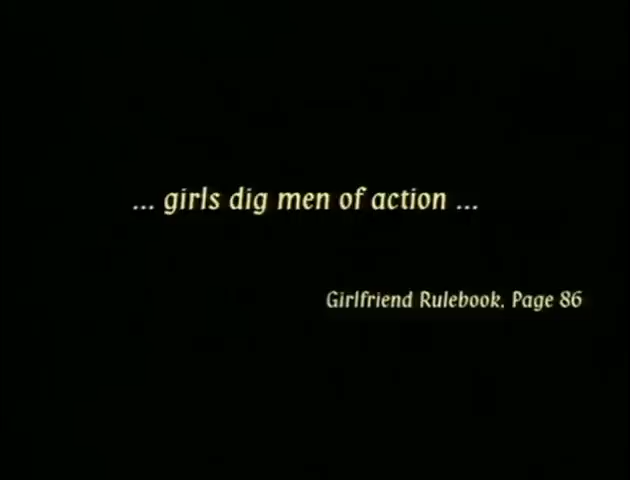 ... girls dig men of action ...
Girlfriend Rulebook, Page 86